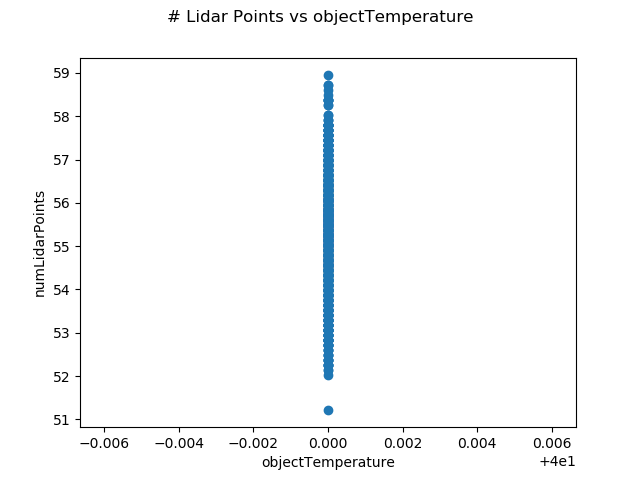 # Lidar Points vs objectTemperature
59
58
57
56
55
54
53
52
51
numLidarPoints
−0.006 −0.004 −0.002 0.000 0.002 0.004 0.006
objectTemperature
+4e1